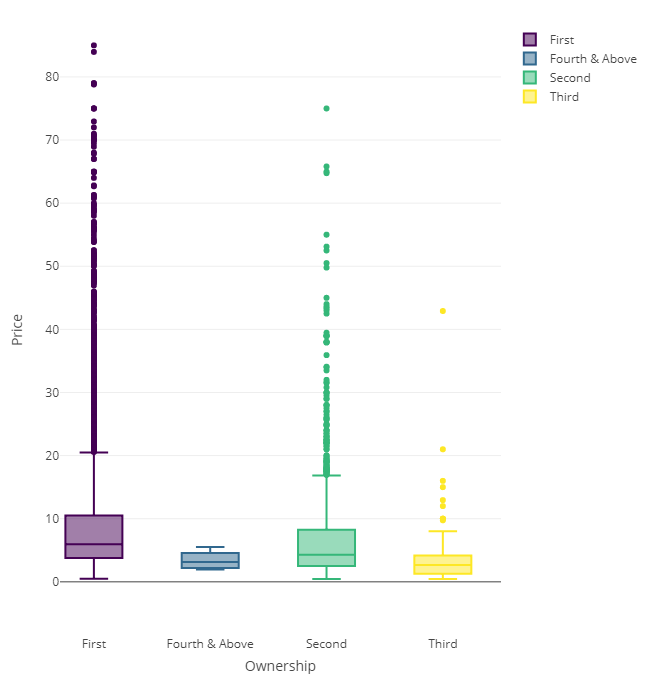 First
Fourth & Above
Second
Third
80
70
60
50
40
30
20
10
0
Price
First
Fourth & Above
Second
Third
Ownership